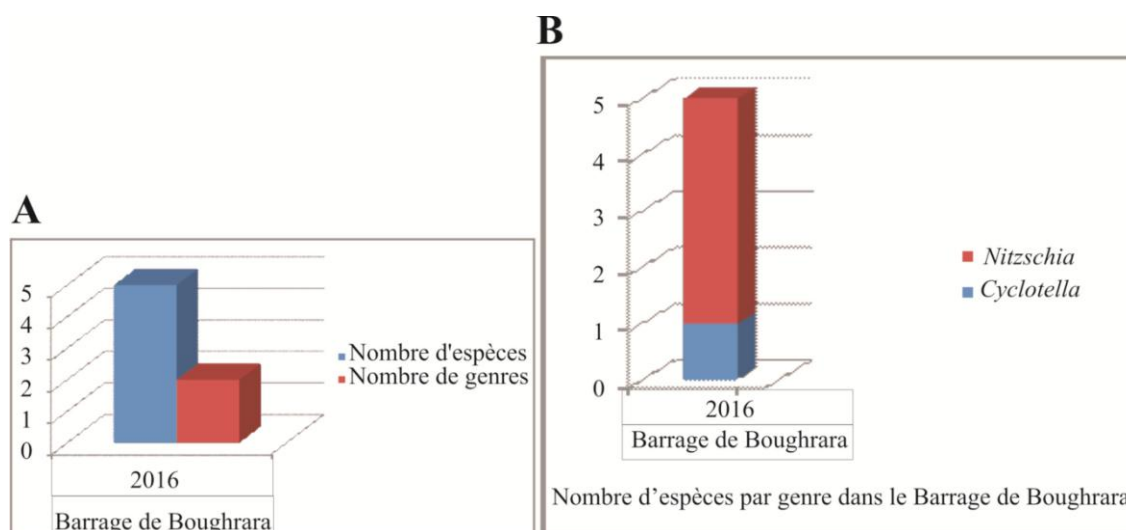 A
5
4
3
2
1
0
2016
Barrage de Boughrara
Nombre d'espèces
Nombre de genres
B
5
4
3
2
1
0
2016
Barrage de Boughrara
Nitzschia
Cyclotella
Nombre d’espèces par genre dans le Barrage de Boughrara